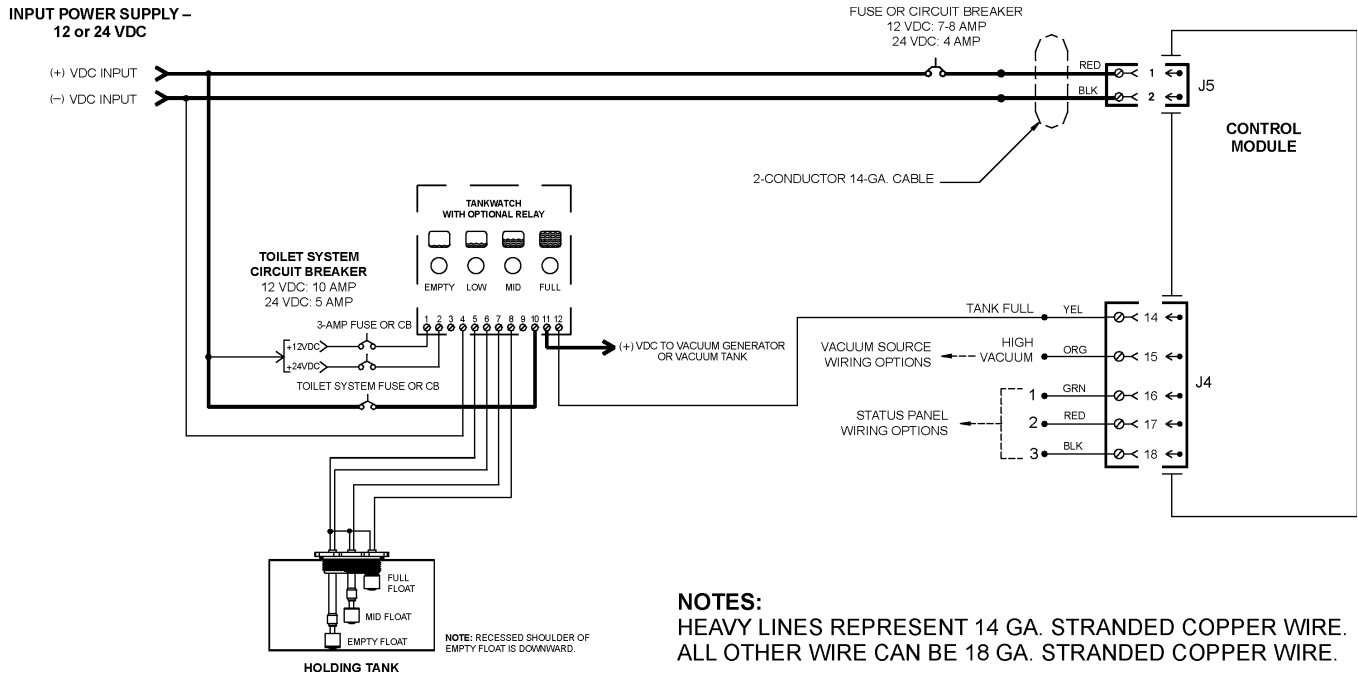 INPUT POWER SUPPLY –
12 or 24 VDC
(+) VDC INPUT
(–) VDC INPUT
FUSE OR CIRCUIT BREAKER
12 VDC: 7-8 AMP
24 VDC: 4 AMP
RED
BLK
1
2
J5
CONTROL
MODULE
2-CONDUCTOR 14-GA. CABLE
TANKWATCH
WITH OPTIONAL RELAY
EMPTY LOW MID FULL
1 2 3 4 5 6 7 8 9 10 11 12
TOILET SYSTEM
CIRCUIT BREAKER
12 VDC: 10 AMP
24 VDC: 5 AMP
3-AMP FUSE OR CB
+12VDC
+24VDC
TOILET SYSTEM FUSE OR CB
(+) VDC TO VACUUM GENERATOR
OR VACUUM TANK
TANK FULL YEL 14
VACUUM SOURCE
WIRING OPTIONS
HIGH
VACUUM
ORG 15
J4
STATUS PANEL
WIRING OPTIONS
1 GRN 16
2 RED 17
3 BLK 18
FULL
FLOAT
MID FLOAT
EMPTY FLOAT
HOLDING TANK
NOTE: RECESSED SHOULDER OF
EMPTY FLOAT IS DOWNWARD.
NOTES:
HEAVY LINES REPRESENT 14 GA. STRANDED COPPER WIRE.
ALL OTHER WIRE CAN BE 18 GA. STRANDED COPPER WIRE.